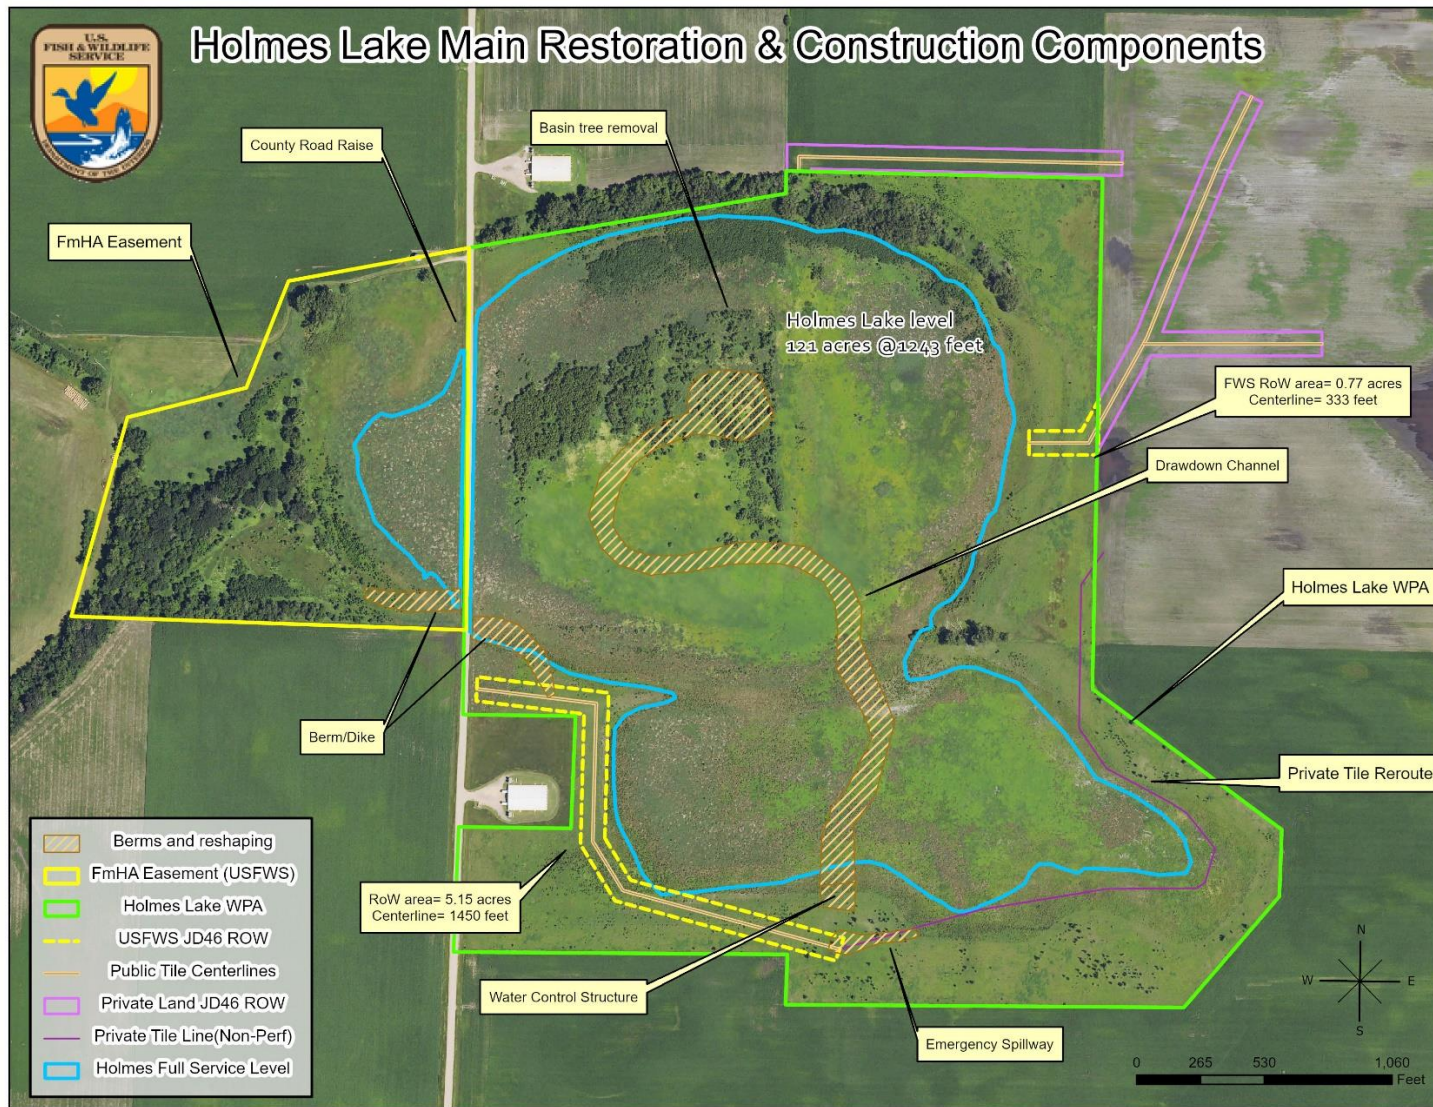 U.S.
FISH & WILDLIFE
SERVICE
DEPARTMENT OF THE INTERIOR
Holmes Lake Main Restoration & Construction Components
Basin tree removal
County Road Raise
FmHA Easement
Holmes Lake level
121 acres @1243 feet
FWS RoW area= 0.77 acres
Centerline= 333 feet
Drawdown Channel
Holmes Lake WPA
Berm/Dike
Private Tile Reroute
RoW area= 5.15 acres
Centerline= 1450 feet
Water Control Structure
Emergency Spillway
Berms and reshaping
FmHA Easement (USFWS)
Holmes Lake WPA
USFWS JD46 ROW
Public Tile Centerlines
Private Land JD46 ROW
Private Tile Line(Non-Perf)
Holmes Full Service Level
N
W E
S
0 265 530 1,060
Feet